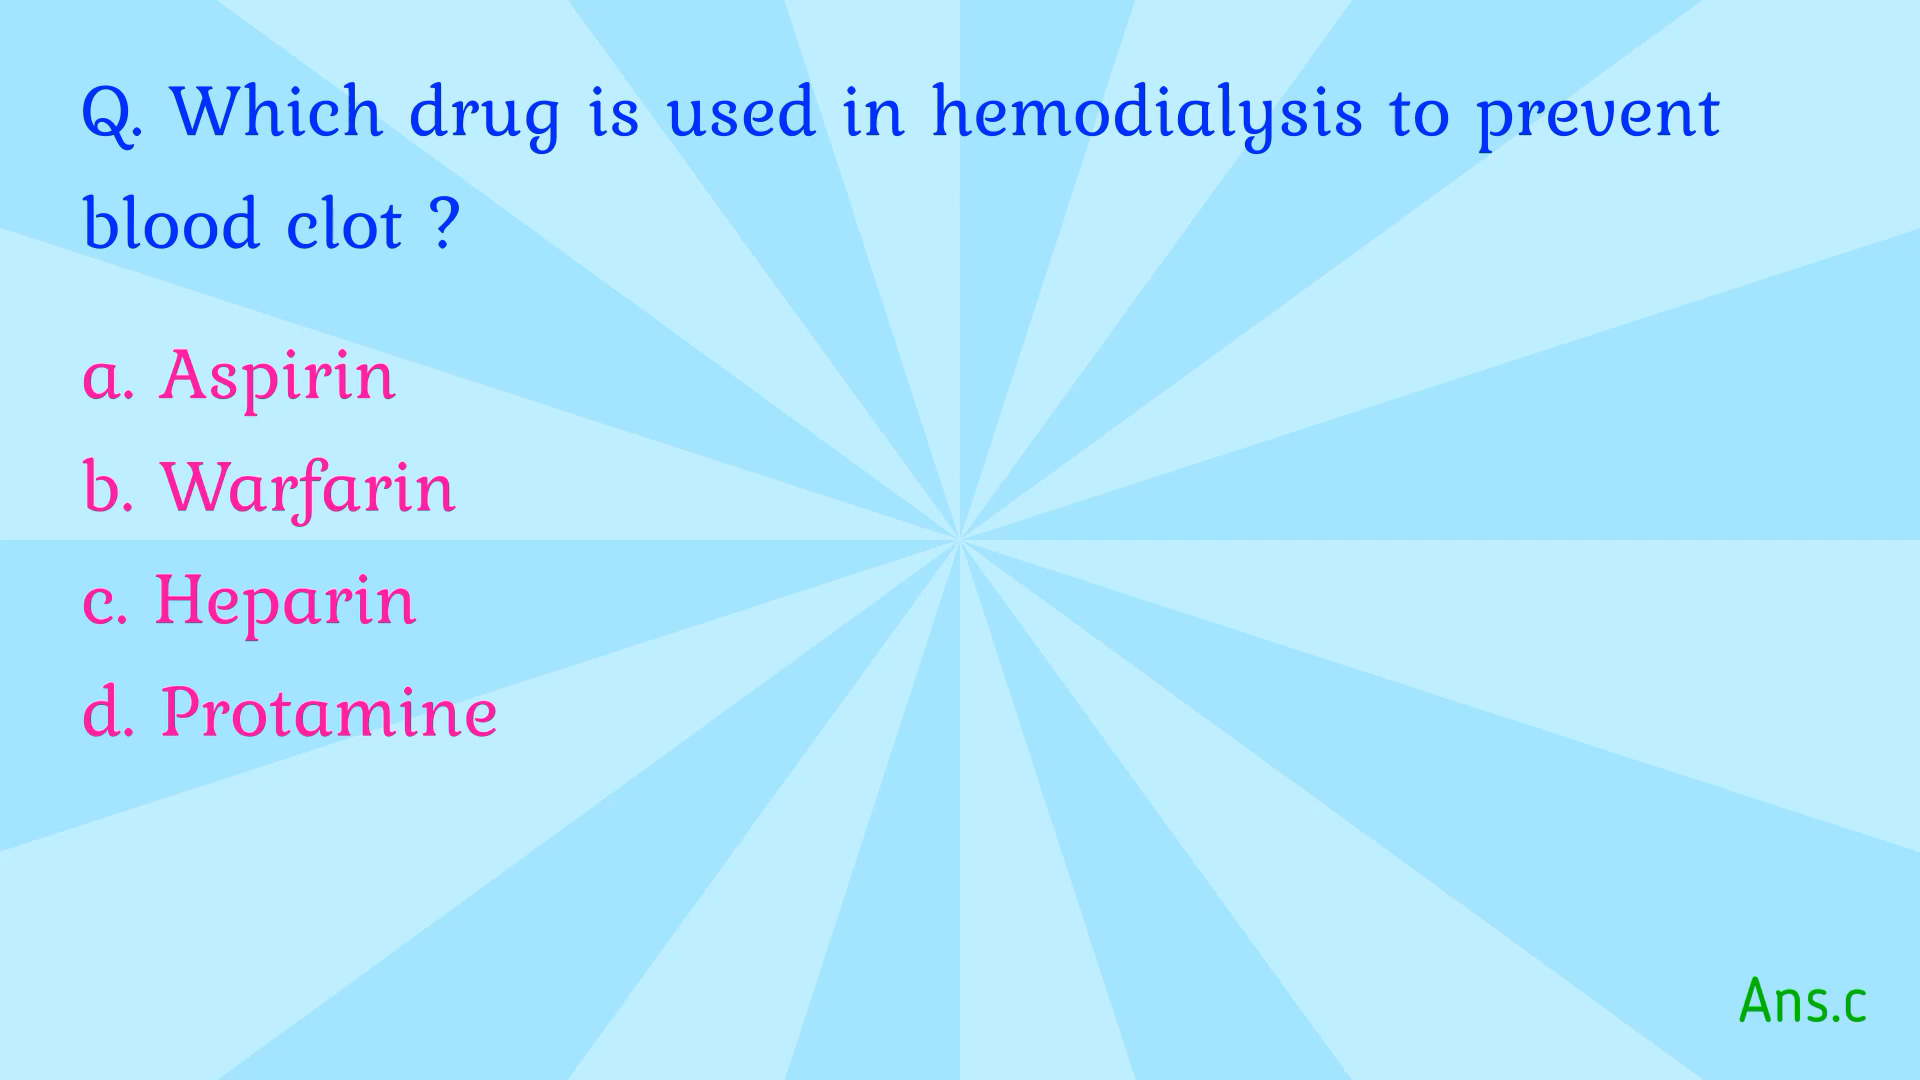 Q. Which drug is used in hemodialysis to prevent
blood clot ?
a. Aspirin
b. Warfarin
c. Heparin
d. Protamine
Ans.c